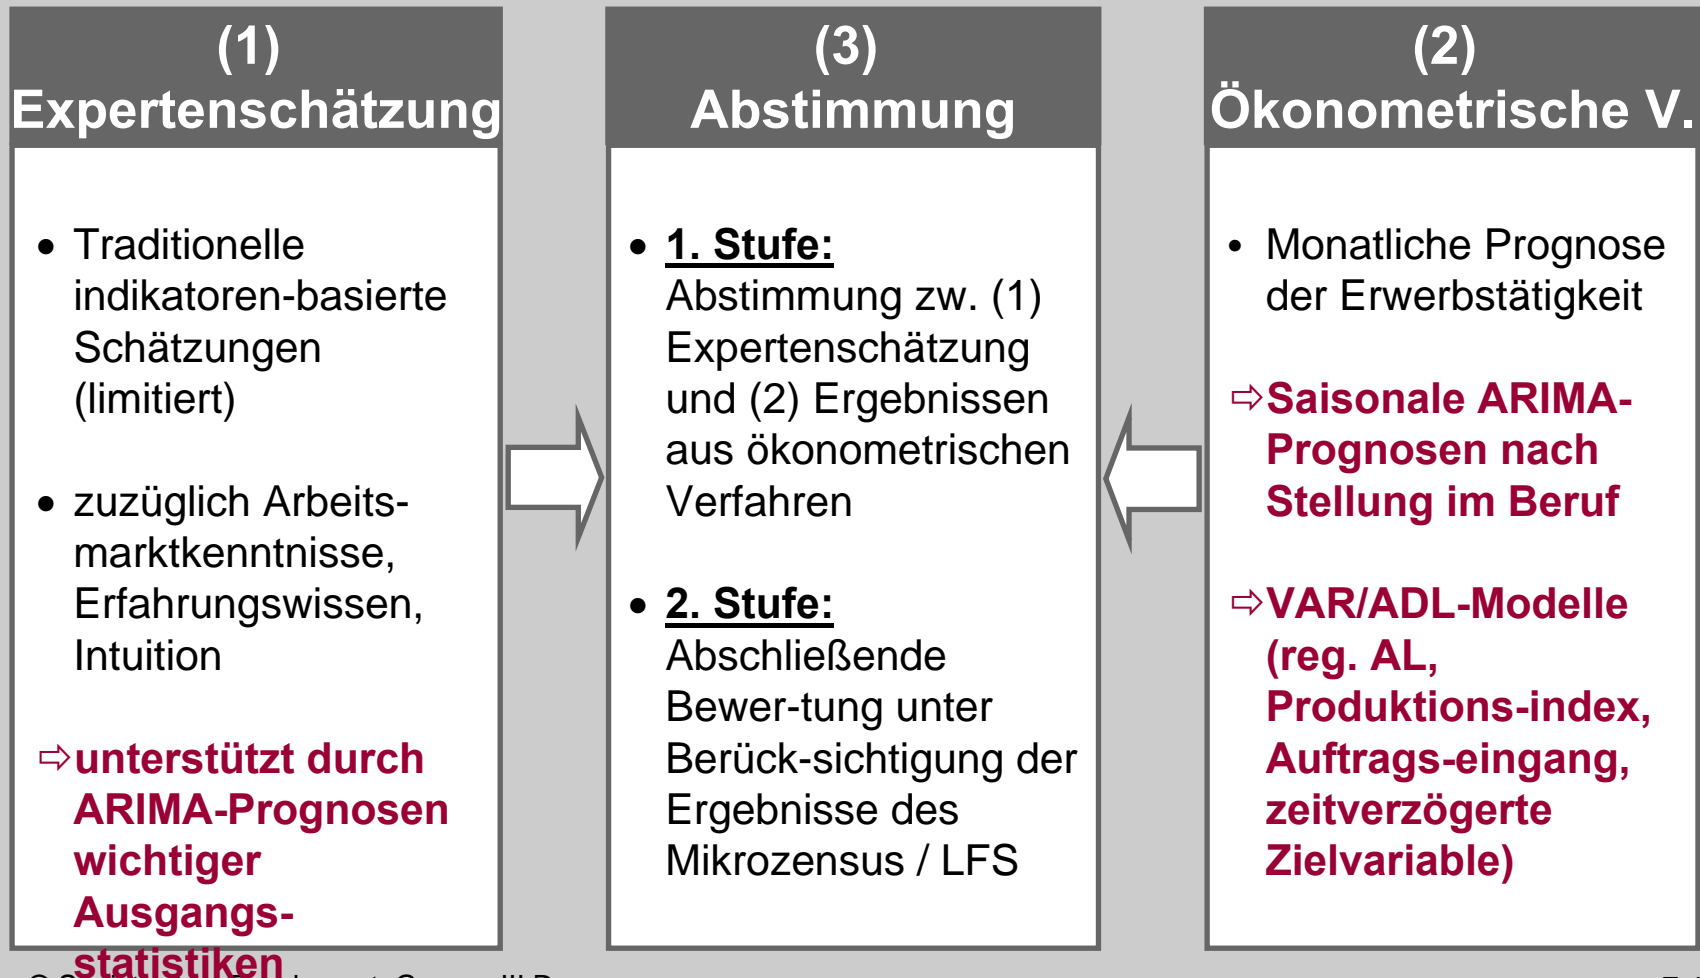 (1)
Expertenschätzung
• Traditionelle
indikatoren-basierte
Schätzungen
(limitiert)
• zuzüglich Arbeits-
marktkenntnisse,
Erfahrungswissen,
Intuition
⇨unterstützt durch
ARIMA-Prognosen
wichtiger
Ausgangs-
statistiken
(3)
Abstimmung
• 1. Stufe:
Abstimmung zw. (1)
Expertenschätzung
und (2) Ergebnissen
aus ökonometrischen
Verfahren
• 2. Stufe:
Abschließende
Bewer-tung unter
Berück-sichtigung der
Ergebnisse des
Mikrozensus / LFS
(2)
Ökonometrische V.
• Monatliche Prognose
der Erwerbstätigkeit
⇨Saisonale ARIMA-
Prognosen nach
Stellung im Beruf
⇨VAR/ADL-Modelle
(reg. AL,
Produktions-index,
Auftrags-eingang,
zeitverzögerte
Zielvariable)